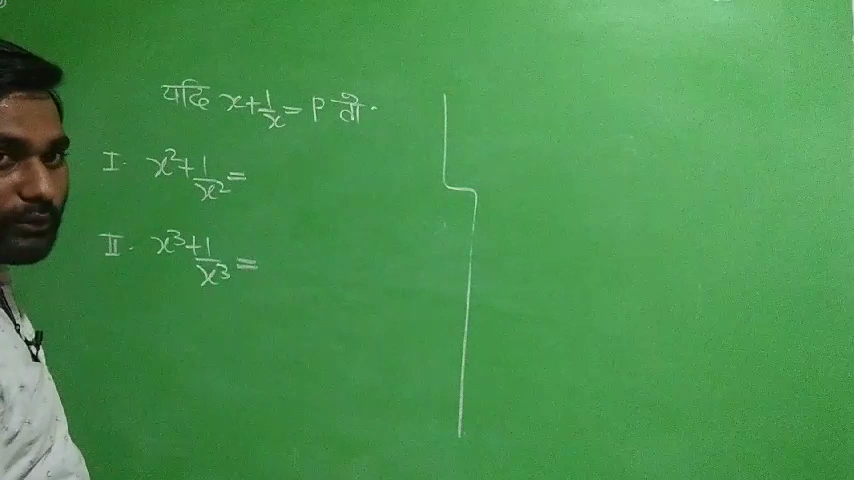 यदि x+1/x = P तो.
I. x²+1/x² =
II. x³+1/x³ =